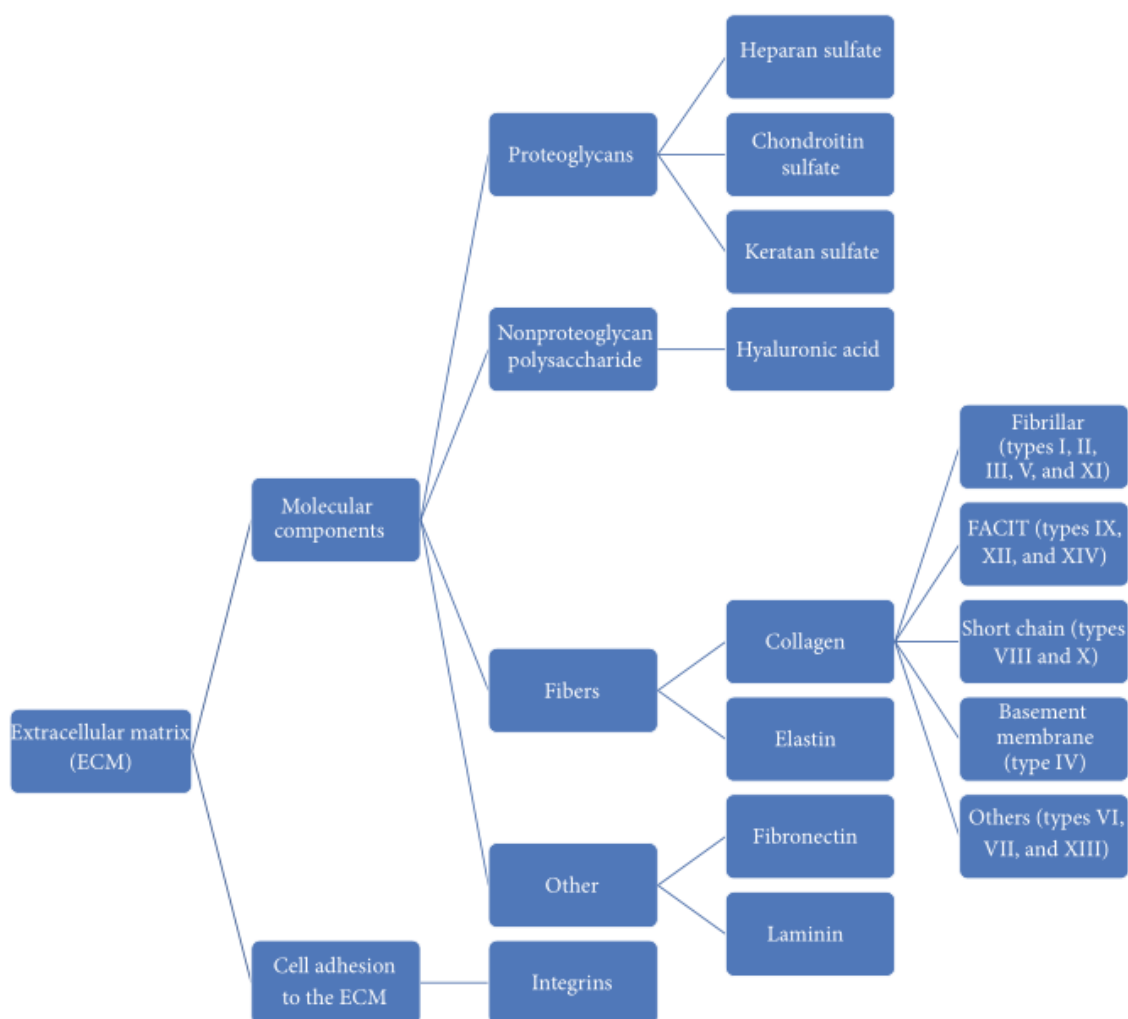 Heparan sulfate
Proteoglycans
Chondroitin
sulfate
Keratan sulfate
Nonproteoglycan
polysaccharide
Hyaluronic acid
Molecular
components
Fibrillar
(types I, II,
III, V, and XI)
FACIT (types IX,
XII, and XIV)
Collagen
Short chain (types
VIII and X)
Fibers
Basement
membrane
(type IV)
Elastin
Extracellular matrix
(ECM)
Others (types VI,
VII, and XIII)
Fibronectin
Other
Laminin
Cell adhesion
to the ECM
Integrins